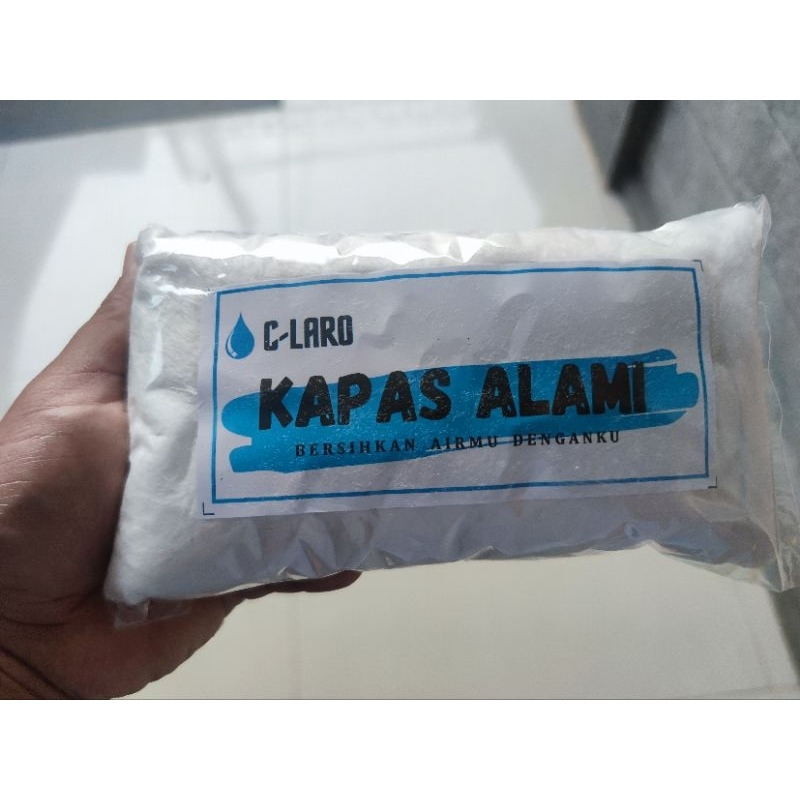 C-LARO
KAPAS ALAMI
BERSIHKAN AIRMU DENGANKU